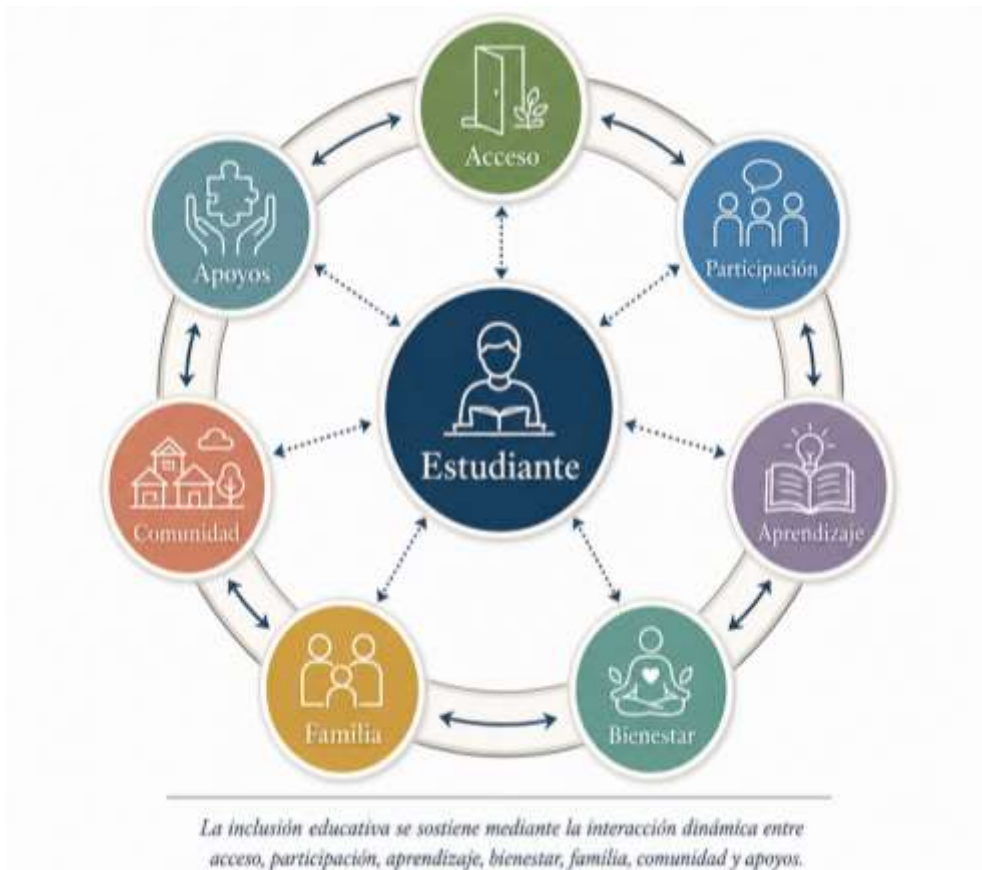 Acceso
Participación
Apoyos
Estudiante
Aprendizaje
Comunidad
Familia
Bienestar
La inclusión educativa se sostiene mediante la interacción dinámica entre
acceso, participación, aprendizaje, bienestar, familia, comunidad y apoyos.